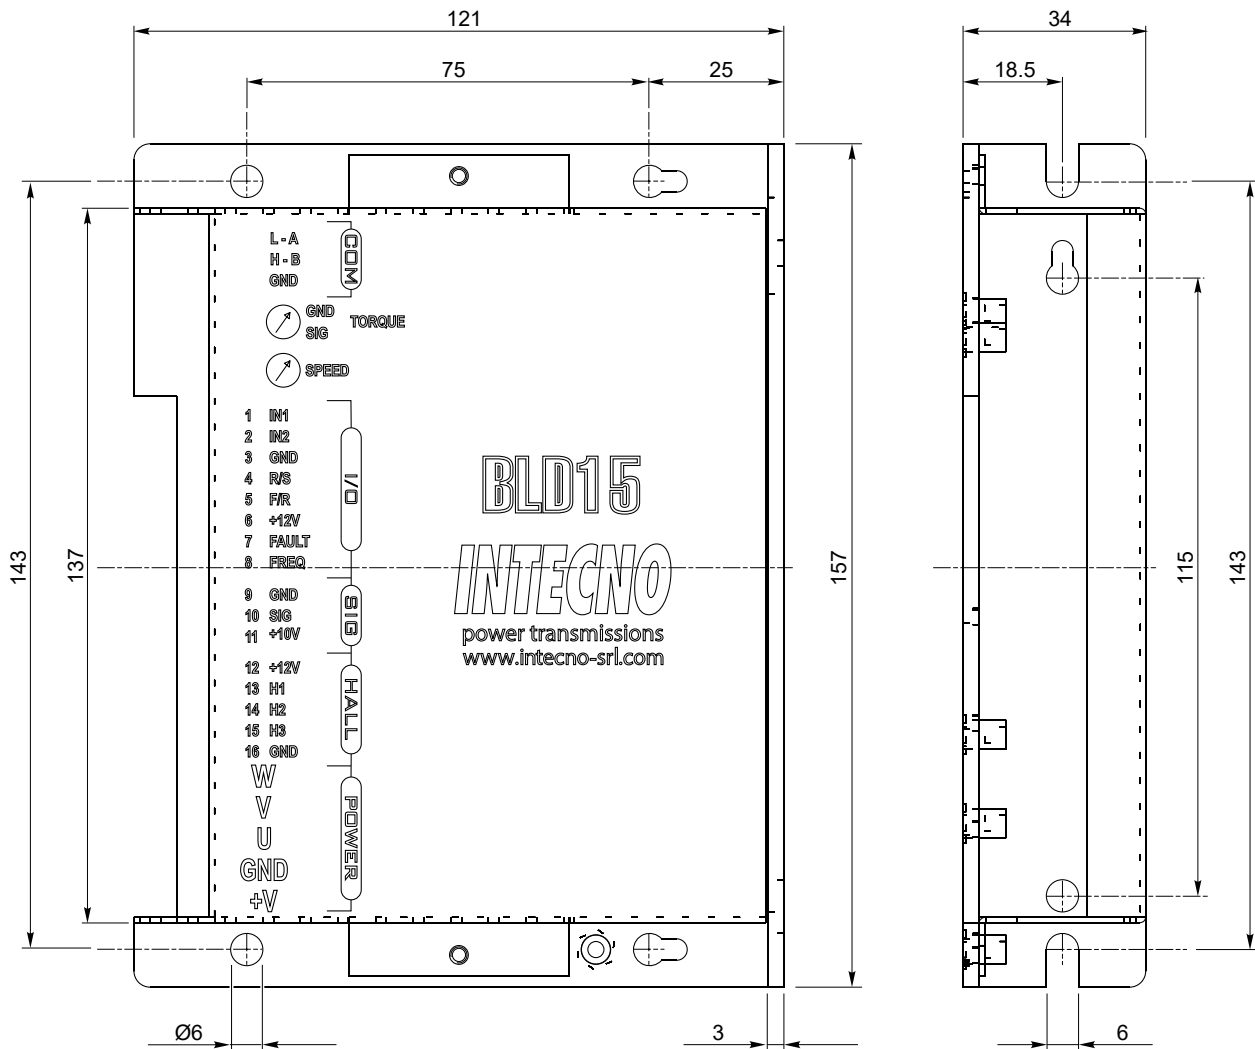 121
34
75
25
18.5
L - A
H - B
GND
COM
GND
SIG
TORQUE
SPEED
1 IN1
2 IN2
3 GND
4 R/S
5 F/R
6 +12V
7 FAULT
8 FREQ
I/O
9 GND
10 SIG
11 +10V
SIG
12 +12V
13 H1
14 H2
15 H3
16 GND
HALL
W
V
U
GND
+V
POWER
BLD15
INTECNO
power transmissions
www.intecno-srl.com
143
137
157
115
143
Ø6
3
6